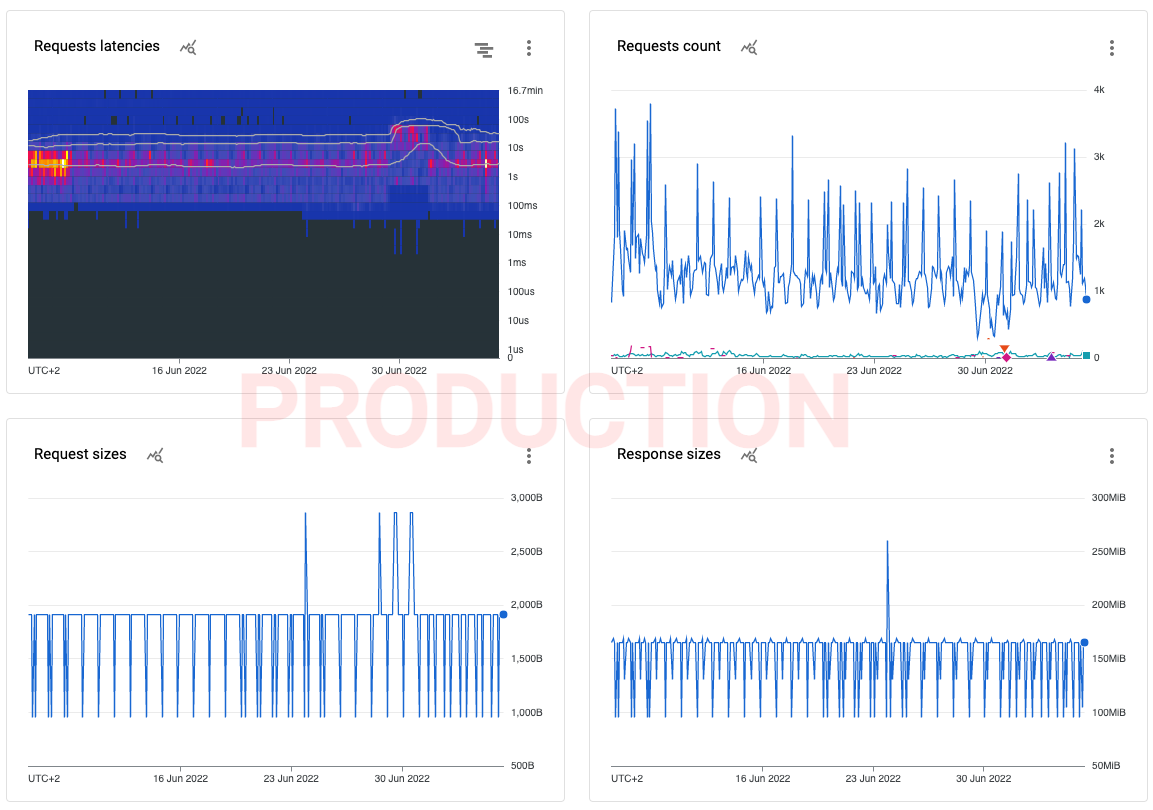 Requests latencies
16.7min
100s
10s
1s
100ms
10ms
1ms
100us
10us
1us
0
UTC+2 16 Jun 2022 23 Jun 2022 30 Jun 2022
Requests count
4k
3k
2k
1k
0
UTC+2 16 Jun 2022 23 Jun 2022 30 Jun 2022
PRODUCTION
Request sizes
3,000B
2,500B
2,000B
1,500B
1,000B
500B
UTC+2 16 Jun 2022 23 Jun 2022 30 Jun 2022
Response sizes
300MiB
250MiB
200MiB
150MiB
100MiB
50MiB
UTC+2 16 Jun 2022 23 Jun 2022 30 Jun 2022